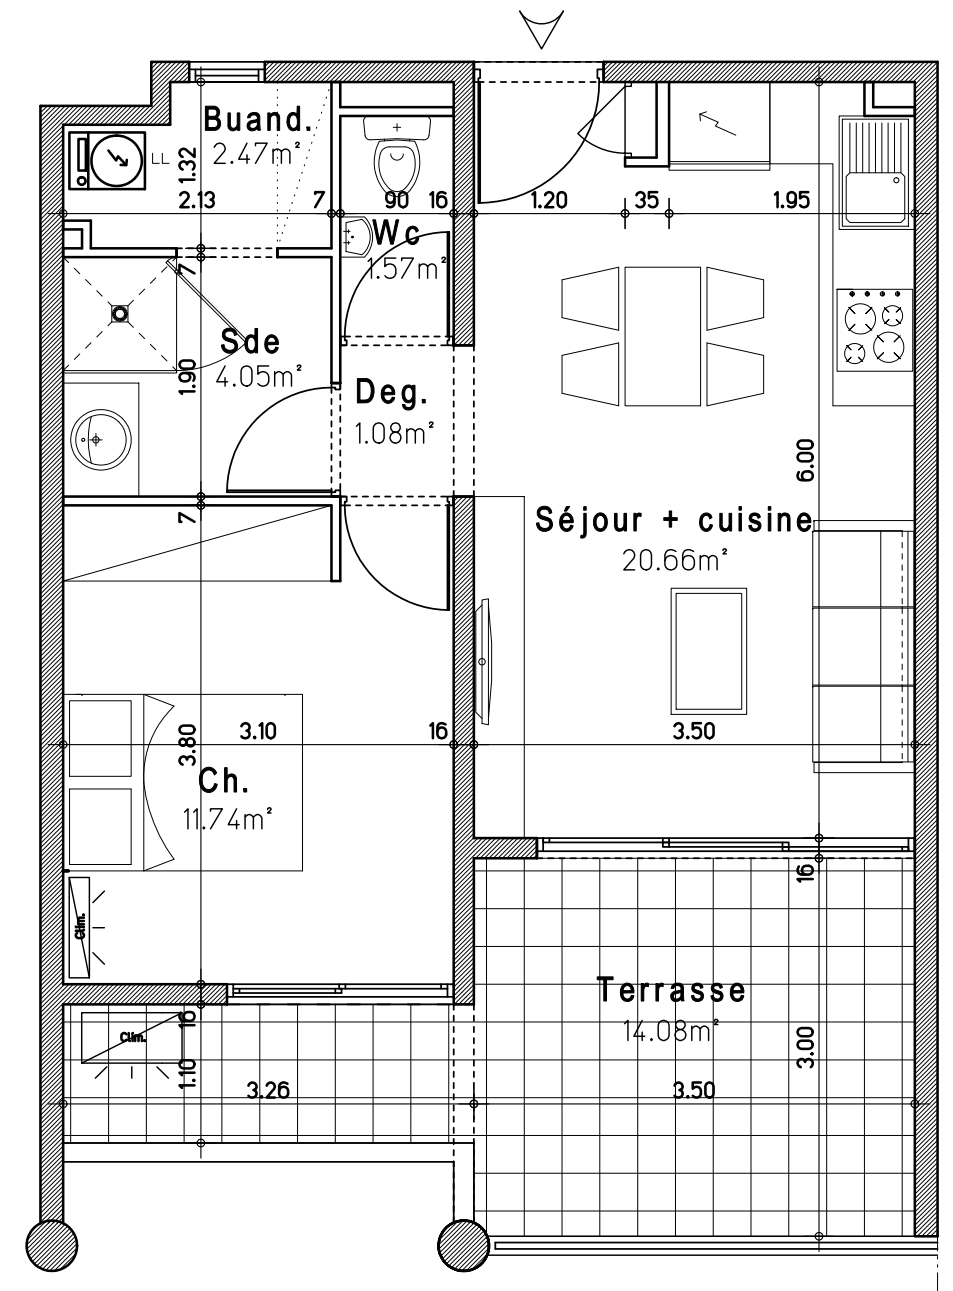 Buand.
2.47m²
LL
1.32
2.13
7
90
16
1.20
35
1.95
Wc
1.57m²
7
Sde
4.05m²
1.90
Deg.
1.08m²
6.00
7
Séjour + cuisine
20.66m²
3.10
16
3.50
3.80
Ch.
11.74m²
16
Clim.
Terrasse
14.08m²
16
Clim.
3.00
1.10
3.26
3.50